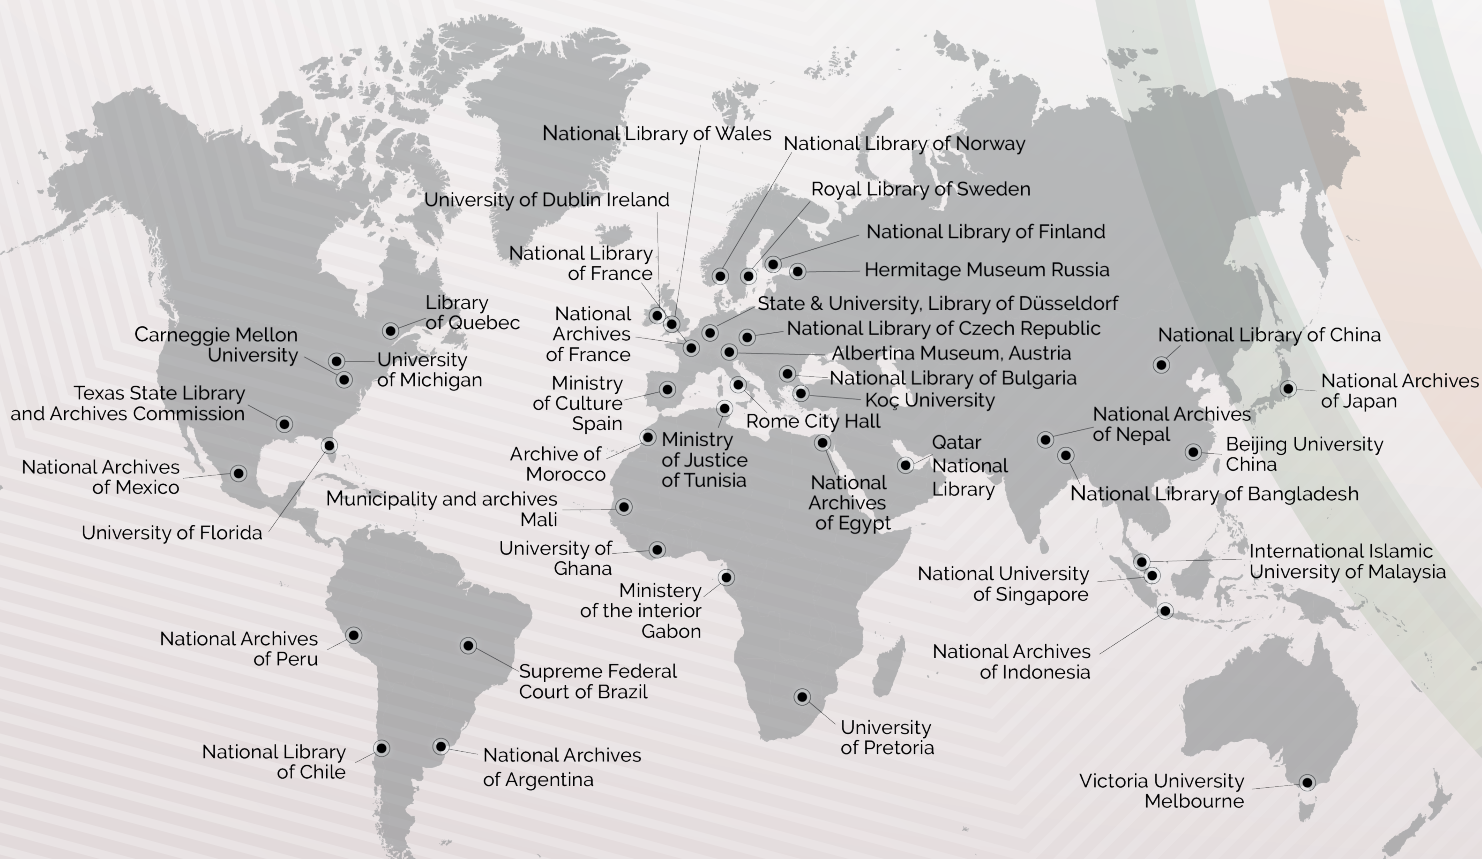 National Library of Wales
National Library of Norway
Royal Library of Sweden
University of Dublin Ireland
National Library of Finland
National Library
of France
Hermitage Museum Russia
Library
of Quebec
State & University, Library of Düsseldorf
National
Archives
of France
National Library of Czech Republic
Carneggie Mellon
University
National Library of China
University
of Michigan
Albertina Museum, Austria
National Library of Bulgaria
Ministry
of Culture
Spain
National Archives
of Japan
Texas State Library
and Archives Commission
Koç University
Rome City Hall
National Archives
of Nepal
Archive of
Morocco
Ministry
of Justice
of Tunisia
Qatar
National
Library
Beijing University
China
National Archives
of Mexico
National
Archives
of Egypt
National Library of Bangladesh
Municipality and archives
Mali
University of Florida
University of
Ghana
International Islamic
University of Malaysia
National University
of Singapore
Ministery
of the interior
Gabon
National Archives
of Peru
National Archives
of Indonesia
Supreme Federal
Court of Brazil
University
of Pretoria
National Library
of Chile
National Archives
of Argentina
Victoria University
Melbourne